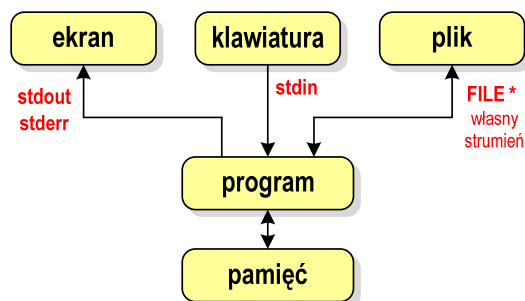 ekran
klawiatura
plik
stdout
stderr
stdin
FILE *
własny
strumień
program
pamięć